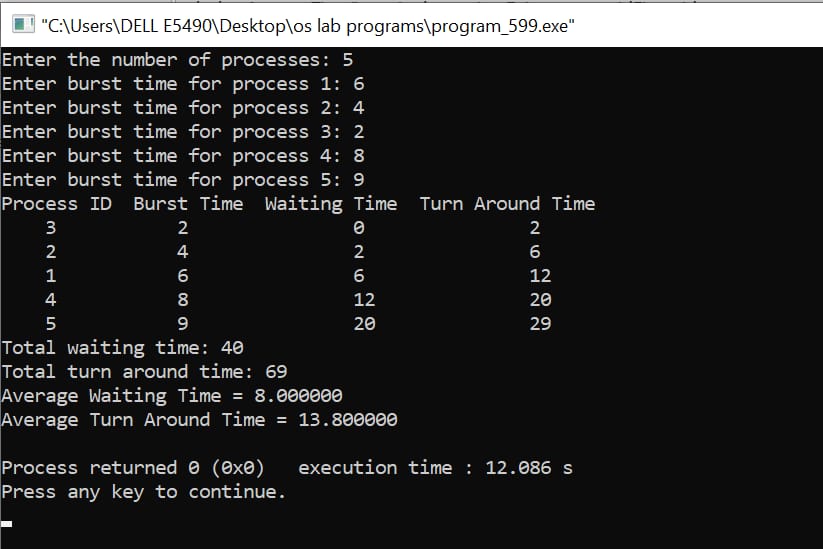 "C:\Users\DELL E5490\Desktop\os lab programs\program_599.exe"
Enter the number of processes: 5
Enter burst time for process 1: 6
Enter burst time for process 2: 4
Enter burst time for process 3: 2
Enter burst time for process 4: 8
Enter burst time for process 5: 9
Process ID  Burst Time  Waiting Time  Turn Around Time
    3           2               0               2
    2           4               2               6
    1           6               6               12
    4           8               12              20
    5           9               20              29
Total waiting time: 40
Total turn around time: 69
Average Waiting Time = 8.000000
Average Turn Around Time = 13.800000
Process returned 0 (0x0)   execution time : 12.086 s
Press any key to continue.